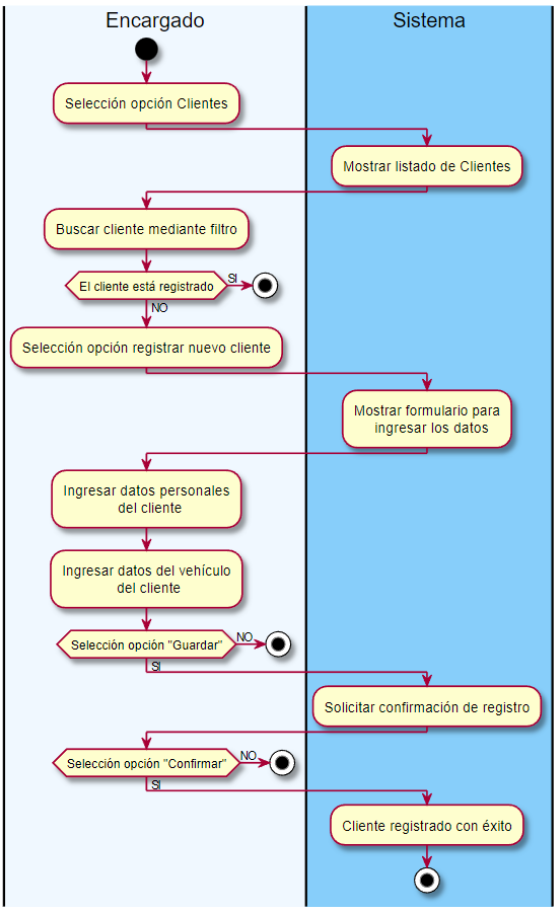 Encargado
Sistema
Selección opción Clientes
Mostrar listado de Clientes
Buscar cliente mediante filtro
El cliente está registrado
SI
NO
Selección opción registrar nuevo cliente
Mostrar formulario para
ingresar los datos
Ingresar datos personales
del cliente
Ingresar datos del vehículo
del cliente
Selección opción "Guardar"
NO
SI
Solicitar confirmación de registro
Selección opción "Confirmar"
NO
SI
Cliente registrado con éxito